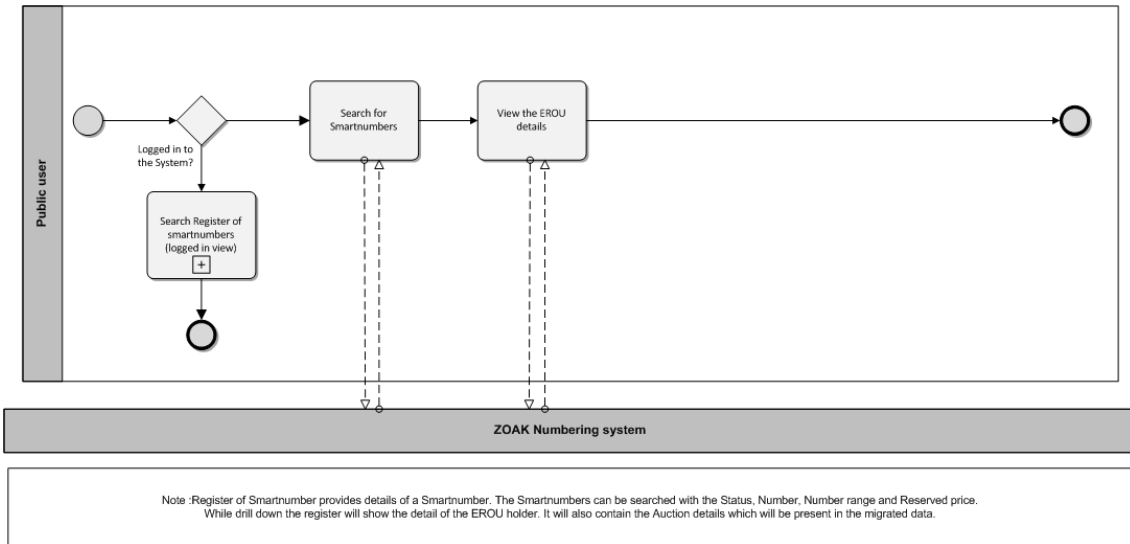 Public user
Logged in to
the System?
Search for
Smartnumbers
View the EROU
details
Search Register of
smartnumbers
(logged in view)
ZOAK Numbering system
Note :Register of Smartnumber provides details of a Smartnumber. The Smartnumbers can be searched with the Status, Number, Number range and Reserved price.
While drill down the register will show the detail of the EROU holder. It will also contain the Auction details which will be present in the migrated data.